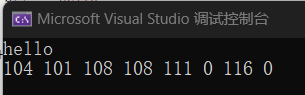 Microsoft Visual Studio 调试控制台
hello
104 101 108 108 111 0 116 0